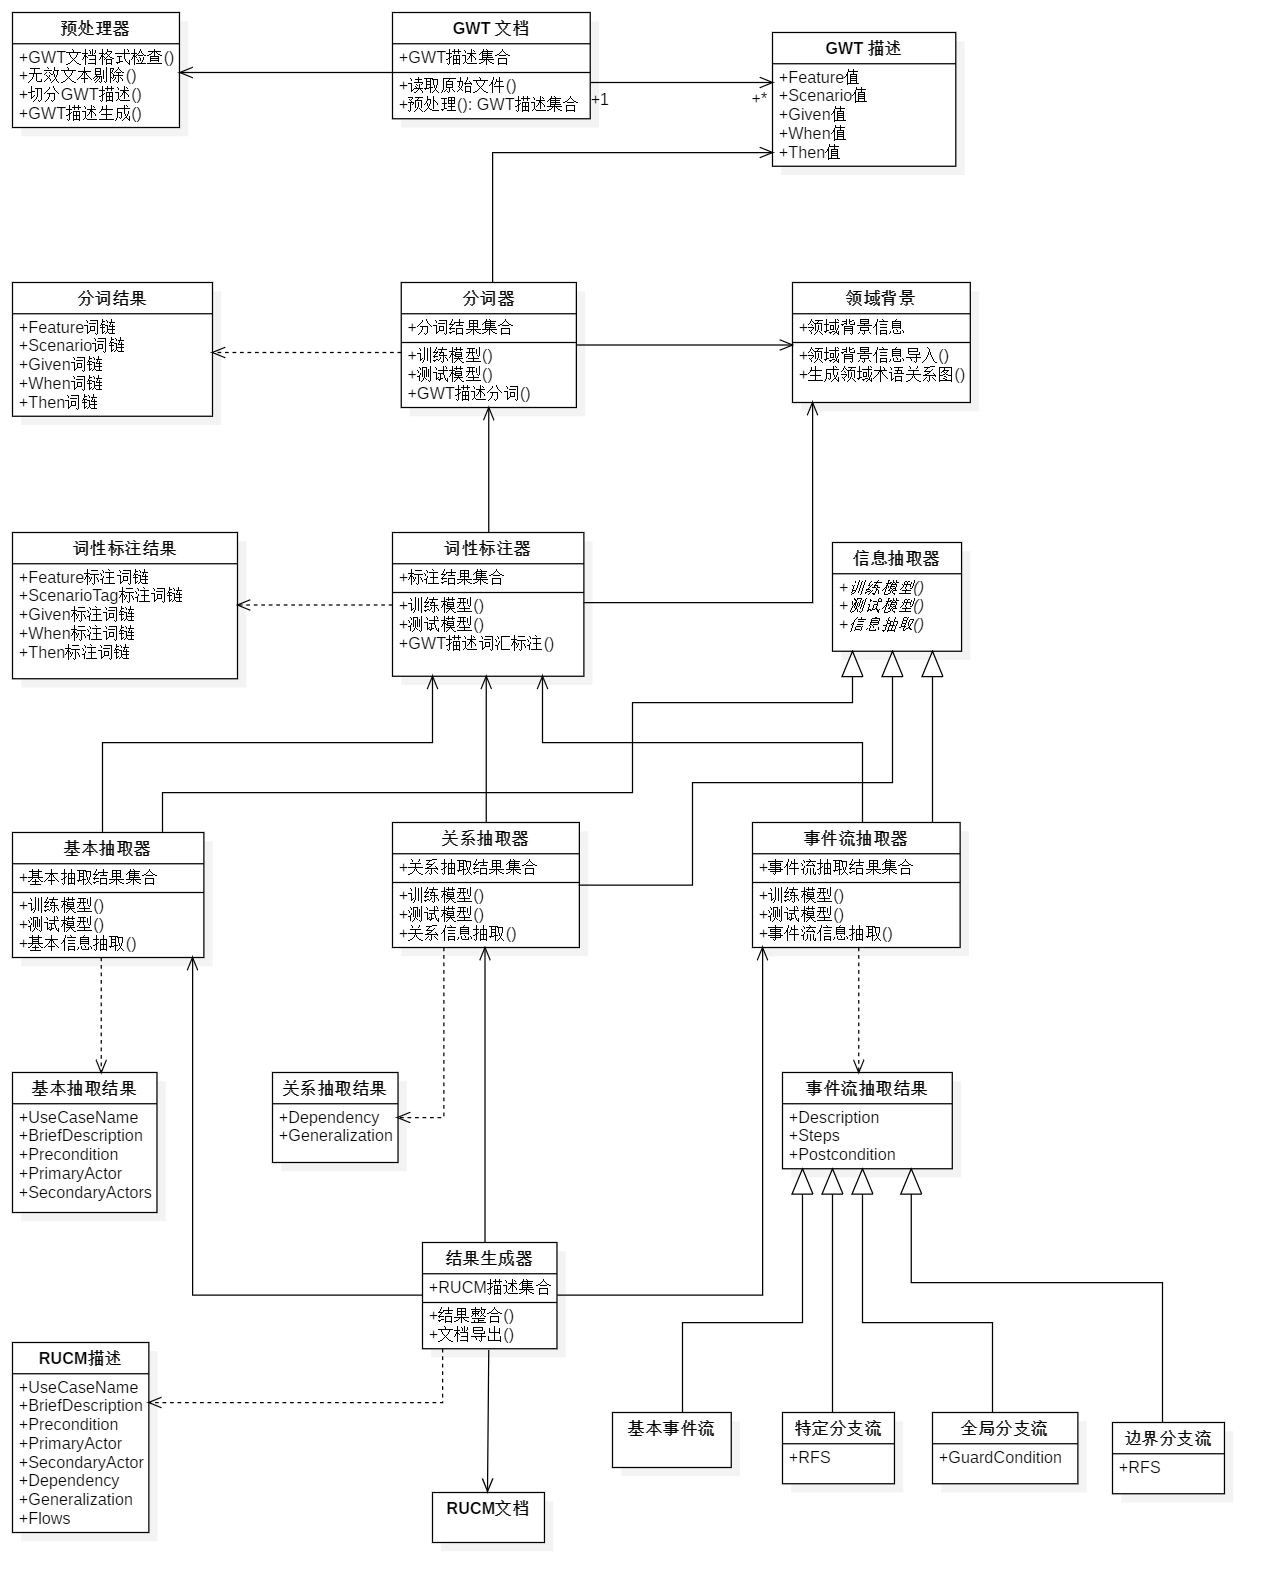 预处理器
+GWT文档格式检查()
+无效文本剔除()
+切分GWT描述()
+GWT描述生成()
GWT 文档
+GWT描述集合
+读取原始文件()
+预处理(): GWT描述集合
+1
+*
GWT 描述
+Feature值
+Scenario值
+Given值
+When值
+Then值
分词结果
+Feature词链
+Scenario词链
+Given词链
+When词链
+Then词链
分词器
+分词结果集合
+训练模型()
+测试模型()
+GWT描述分词()
领域背景
+领域背景信息
+领域背景信息导入()
+生成领域术语关系图()
词性标注结果
+Feature标注词链
+ScenarioTag标注词链
+Given标注词链
+When标注词链
+Then标注词链
词性标注器
+标注结果集合
+训练模型()
+测试模型()
+GWT描述词汇标注()
信息抽取器
+训练模型()
+测试模型()
+信息抽取()
基本抽取器
+基本抽取结果集合
+训练模型()
+测试模型()
+基本信息抽取()
关系抽取器
+关系抽取结果集合
+训练模型()
+测试模型()
+关系信息抽取()
事件流抽取器
+事件流抽取结果集合
+训练模型()
+测试模型()
+事件流信息抽取()
基本抽取结果
+UseCaseName
+BriefDescription
+Precondition
+PrimaryActor
+SecondaryActors
关系抽取结果
+Dependency
+Generalization
事件流抽取结果
+Description
+Steps
+Postcondition
结果生成器
+RUCM描述集合
+结果整合()
+文档导出()
RUCM描述
+UseCaseName
+BriefDescription
+Precondition
+PrimaryActor
+SecondaryActor
+Dependency
+Generalization
+Flows
RUCM文档
基本事件流
特定分支流
+RFS
全局分支流
+GuardCondition
边界分支流
+RFS